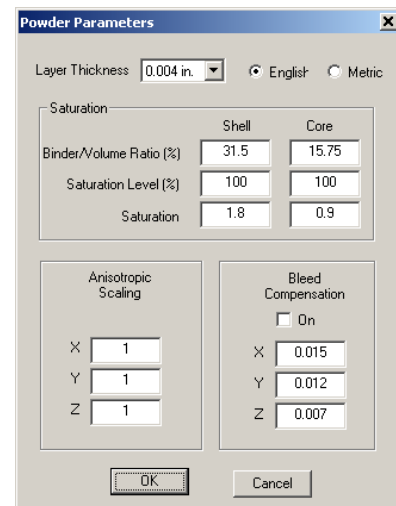 Powder Parameters
Layer Thickness 0.004 in. English Metric
Saturation
Shell Core
Binder/Volume Ratio (%) 31.5 15.75
Saturation Level (%) 100 100
Saturation 1.8 0.9
Anisotropic
Scaling
X 1
Y 1
Z 1
Bleed
Compensation
On
X 0.015
Y 0.012
Z 0.007
OK Cancel